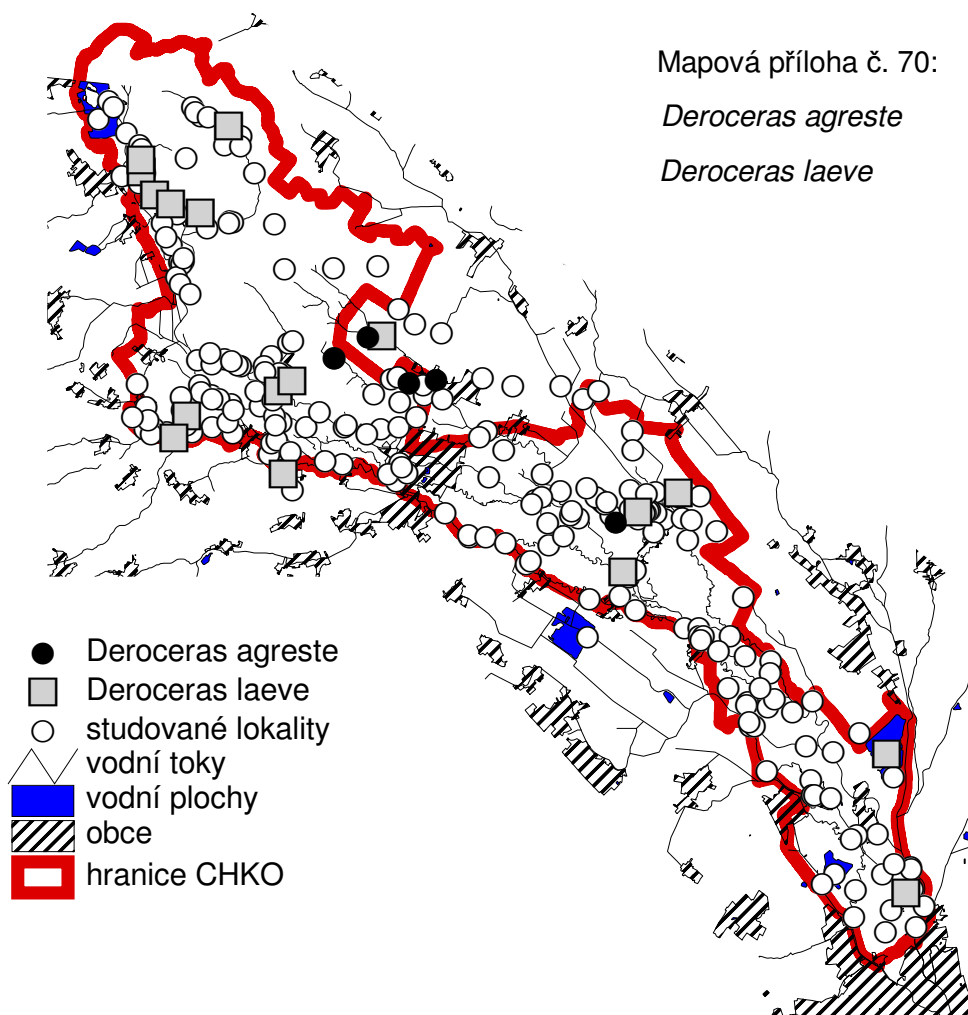 Mapová příloha č. 70:
Deroceras agreste
Deroceras laeve
Deroceras agreste
Deroceras laeve
studované lokality
vodní toky
vodní plochy
obce
hranice CHKO